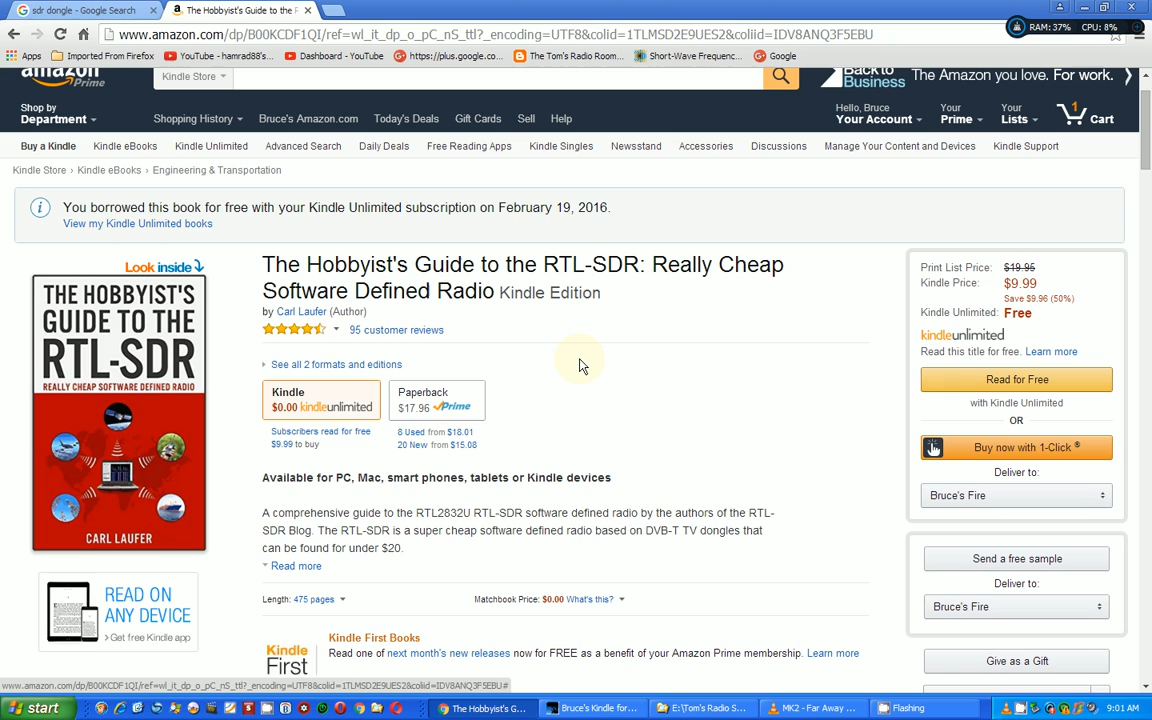 sdr dongle - Google Search
The Hobbyist's Guide to the R
RAM: 37% CPU: 8%
www.amazon.com/dp/B00KCDF1QI/ref=wl_it_dp_o_pC_nS_ttl?_encoding=UTF8&colid=1TLMSD2E9UES2&coliid=IDV8ANQ3F5EBU
Apps Imported From Firefox YouTube - hamrad88's... Dashboard - YouTube https://plus.google.co... The Tom's Radio Room... Short-Wave Frequenc... Google
amazon
Prime
Kindle Store
Back to
Business
The Amazon you love. For work.
Shop by
Department
Shopping History Bruce's Amazon.com Today's Deals Gift Cards Sell Help
Hello, Bruce
Your Account
Your
Prime
Your
Lists
1
Cart
Buy a Kindle Kindle eBooks Kindle Unlimited Advanced Search Daily Deals Free Reading Apps Kindle Singles Newsstand Accessories Discussions Manage Your Content and Devices Kindle Support
Kindle Store › Kindle eBooks › Engineering & Transportation
You borrowed this book for free with your Kindle Unlimited subscription on February 19, 2016.
View my Kindle Unlimited books
Look inside
THE HOBBYIST'S
GUIDE TO THE
RTL-SDR
REALLY CHEAP SOFTWARE DEFINED RADIO
CARL LAUFER
READ ON
ANY DEVICE
› Get free Kindle app
The Hobbyist's Guide to the RTL-SDR: Really Cheap
Software Defined Radio Kindle Edition
by Carl Laufer (Author)
95 customer reviews
See all 2 formats and editions
Kindle
$0.00 kindleunlimited
Paperback
$17.96 Prime
Subscribers read for free
$9.99 to buy
8 Used from $18.01
20 New from $15.08
Available for PC, Mac, smart phones, tablets or Kindle devices
A comprehensive guide to the RTL2832U RTL-SDR software defined radio by the authors of the RTL-
SDR Blog. The RTL-SDR is a super cheap software defined radio based on DVB-T TV dongles that
can be found for under $20.
Read more
Length: 475 pages
Matchbook Price: $0.00 What's this?
Kindle
First
Kindle First Books
Read one of next month's new releases now for FREE as a benefit of your Amazon Prime membership. Learn more
Print List Price: $19.95
Kindle Price: $9.99
Save $9.96 (50%)
Kindle Unlimited: Free
kindleunlimited
Read this title for free. Learn more
Read for Free
with Kindle Unlimited
OR
Buy now with 1-Click ®
Deliver to:
Bruce's Fire
Send a free sample
Deliver to:
Bruce's Fire
Give as a Gift
www.amazon.com/dp/B00KCDF1QI/ref=wl_it_dp_o_pC_nS_ttl?_encoding=UTF8&colid=1TLMSD2E9UES2&coliid=IDV8ANQ3F5EBU#
start
The Hobbyist's G...
Bruce's Kindle for...
E:\Tom's Radio S...
MK2 - Far Away ...
Flashing
9:01 AM